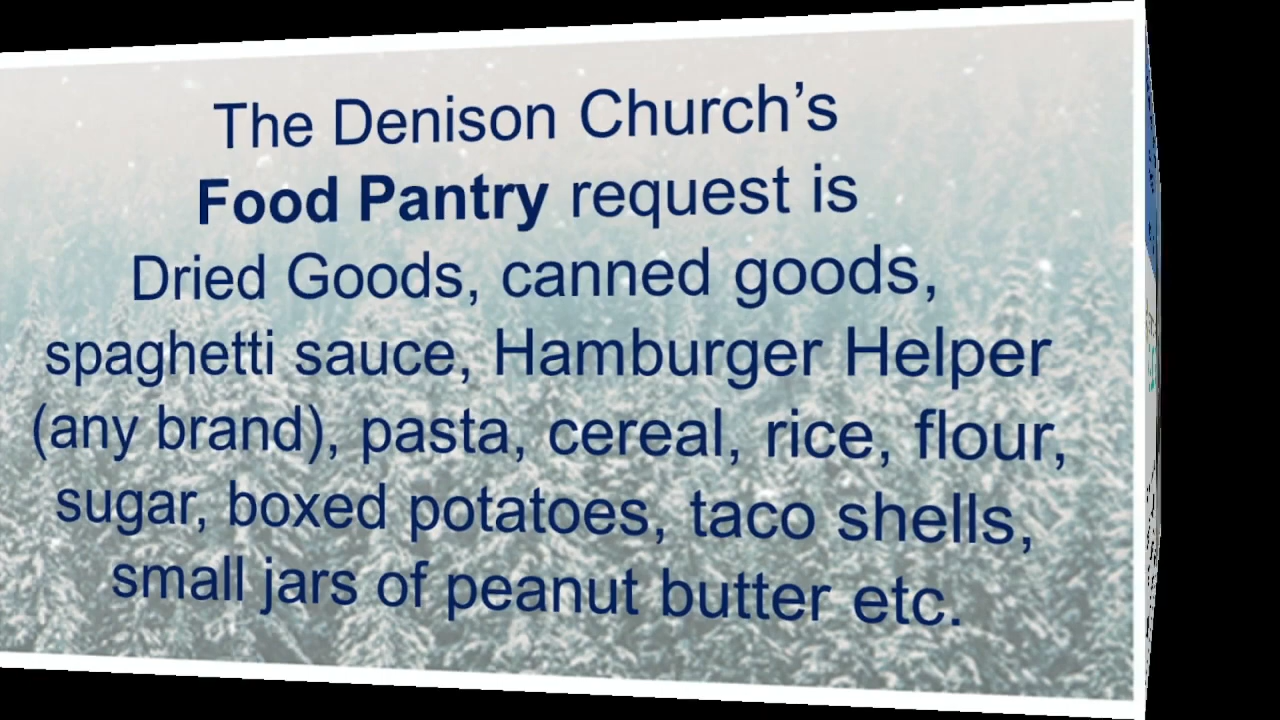 The Denison Church’s
Food Pantry request is
Dried Goods, canned goods,
spaghetti sauce, Hamburger Helper
(any brand), pasta, cereal, rice, flour,
sugar, boxed potatoes, taco shells,
small jars of peanut butter etc.